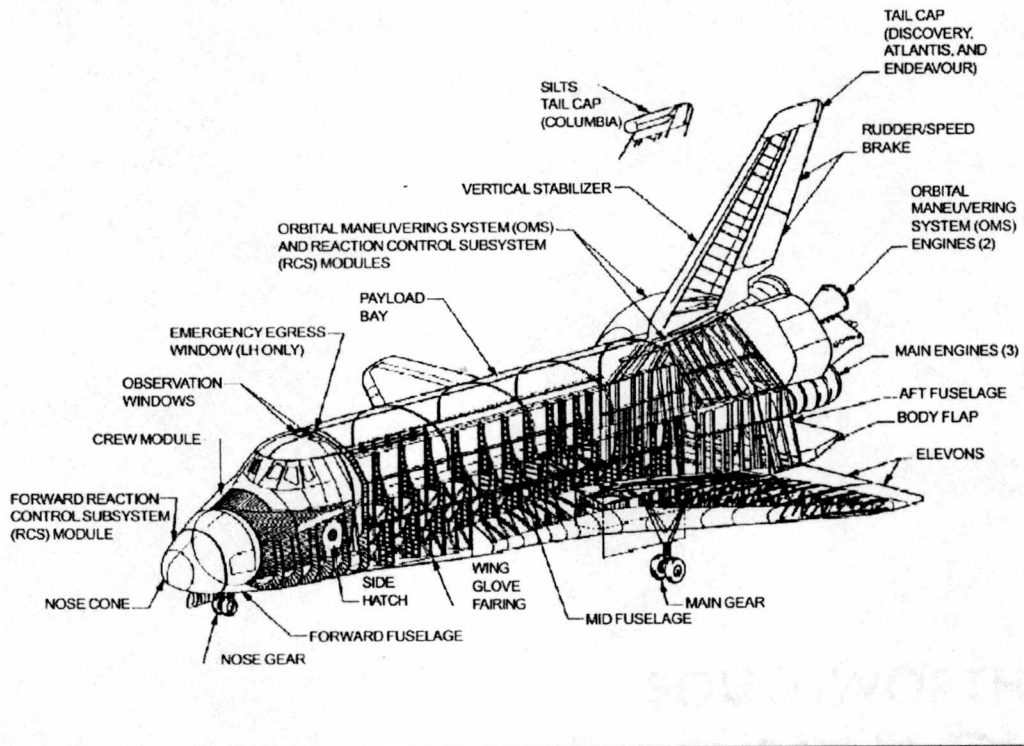 TAIL CAP
(DISCOVERY,
ATLANTIS, AND
ENDEAVOUR)
SILTS
TAIL CAP
(COLUMBIA)
RUDDER/SPEED
BRAKE
VERTICAL STABILIZER
ORBITAL
MANEUVERING
SYSTEM (OMS)
ENGINES (2)
ORBITAL MANEUVERING SYSTEM (OMS)
AND REACTION CONTROL SUBSYSTEM
(RCS) MODULES
PAYLOAD
BAY
EMERGENCY EGRESS
WINDOW (LH ONLY)
MAIN ENGINES (3)
OBSERVATION
WINDOWS
AFT FUSELAGE
BODY FLAP
CREW MODULE
ELEVONS
FORWARD REACTION
CONTROL SUBSYSTEM
(RCS) MODULE
SIDE
HATCH
WING
GLOVE
FAIRING
NOSE CONE
MAIN GEAR
MID FUSELAGE
FORWARD FUSELAGE
NOSE GEAR